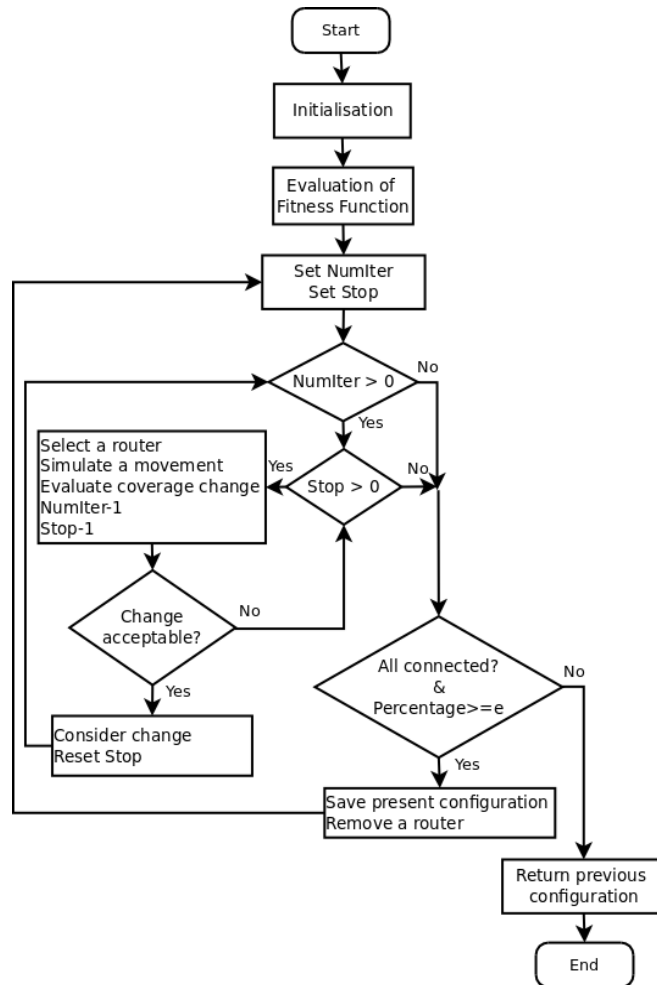 Start
Initialisation
Evaluation of
Fitness Function
Set NumIter
Set Stop
NumIter > 0
No
Yes
Stop > 0
Yes
No
Select a router
Simulate a movement
Evaluate coverage change
NumIter-1
Stop-1
Change
acceptable?
No
Yes
Consider change
Reset Stop
All connected?
&
Percentage>=e
No
Yes
Save present configuration
Remove a router
Return previous
configuration
End